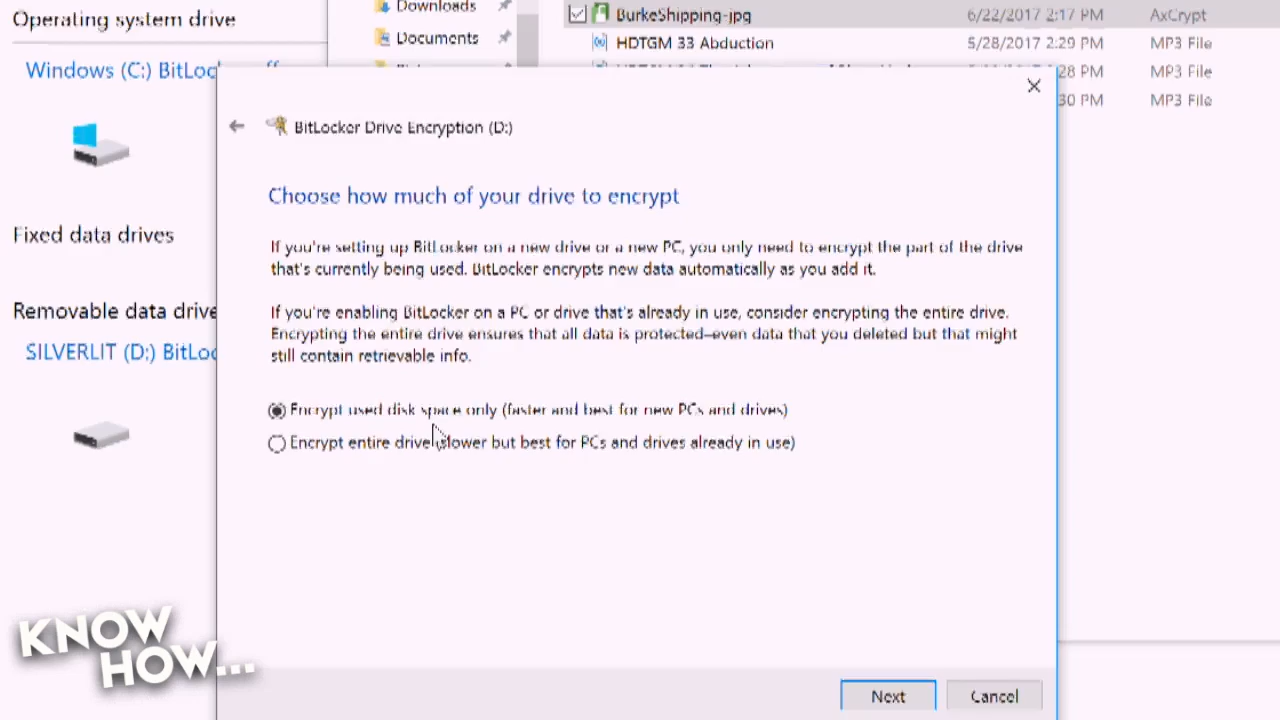 Operating system drive
Windows (C:) BitLoc
Fixed data drives
Removable data drive
SILVERLIT (D:) BitLoc
Downloads
Documents
BurkeShipping-jpg 6/22/2017 2:17 PM AxCrypt
HDTGM 33 Abduction 5/28/2017 2:29 PM MP3 File
:28 PM MP3 File
:30 PM MP3 File
BitLocker Drive Encryption (D:)
Choose how much of your drive to encrypt
If you're setting up BitLocker on a new drive or a new PC, you only need to encrypt the part of the drive
that's currently being used. BitLocker encrypts new data automatically as you add it.
If you're enabling BitLocker on a PC or drive that's already in use, consider encrypting the entire drive.
Encrypting the entire drive ensures that all data is protected–even data that you deleted but that might
still contain retrievable info.
Encrypt used disk space only (faster and best for new PCs and drives)
Encrypt entire drive (slower but best for PCs and drives already in use)
Next
Cancel
KNOW
HOW...